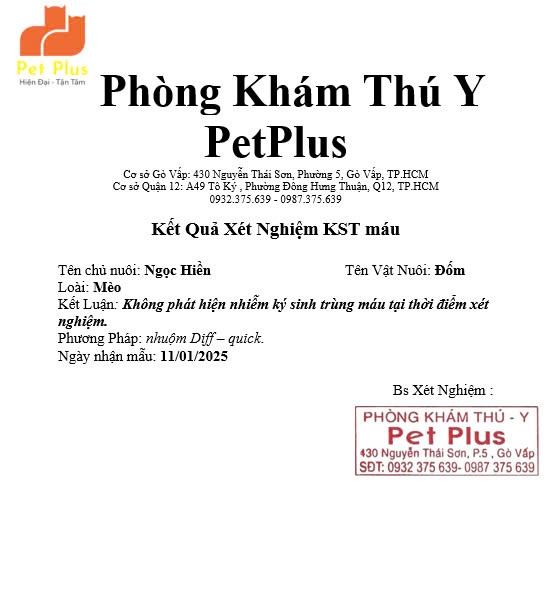 Pet Plus
Hiện Đại - Tận Tâm
Phòng Khám Thú Y
PetPlus
Cơ sở Gò Vấp: 430 Nguyễn Thái Sơn, Phường 5, Gò Vấp, TP.HCM
Cơ sở Quận 12: A49 Tô Ký , Phường Đông Hưng Thuận, Q12, TP.HCM
0932.375.639 - 0987.375.639
Kết Quả Xét Nghiệm KST máu
Tên chủ nuôi: Ngọc Hiền Tên Vật Nuôi: Đốm
Loài: Mèo
Kết Luận: Không phát hiện nhiễm ký sinh trùng máu tại thời điểm xét
nghiệm.
Phương Pháp: nhuộm Diff – quick.
Ngày nhận mẫu: 11/01/2025
Bs Xét Nghiệm :
PHÒNG KHÁM THÚ - Y
Pet Plus
430 Nguyễn Thái Sơn, P.5 , Gò Vấp
SĐT: 0932 375 639- 0987 375 639